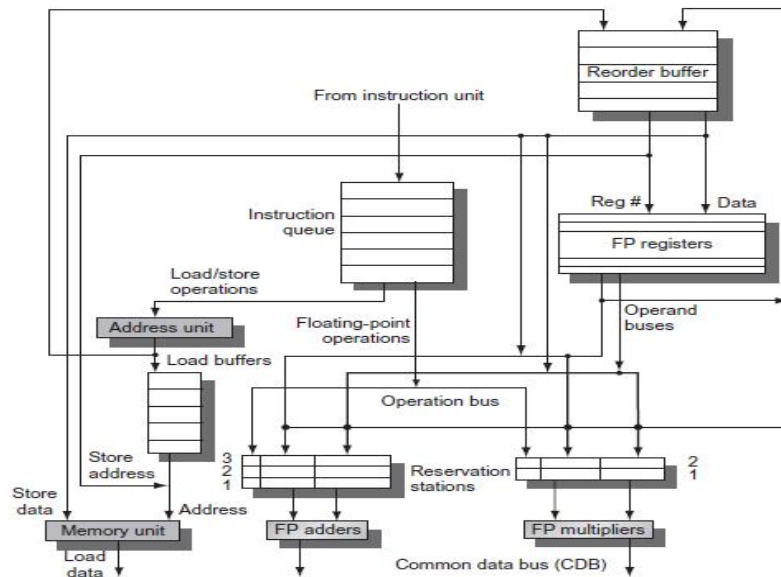 Reorder buffer
From instruction unit
Instruction
queue
Reg #
Data
FP registers
Load/store
operations
Operand
buses
Address unit
Floating-point
operations
Load buffers
Operation bus
Store
address
3
2
1
Reservation
stations
2
1
Store
data
Address
Memory unit
FP adders
FP multipliers
Load
data
Common data bus (CDB)